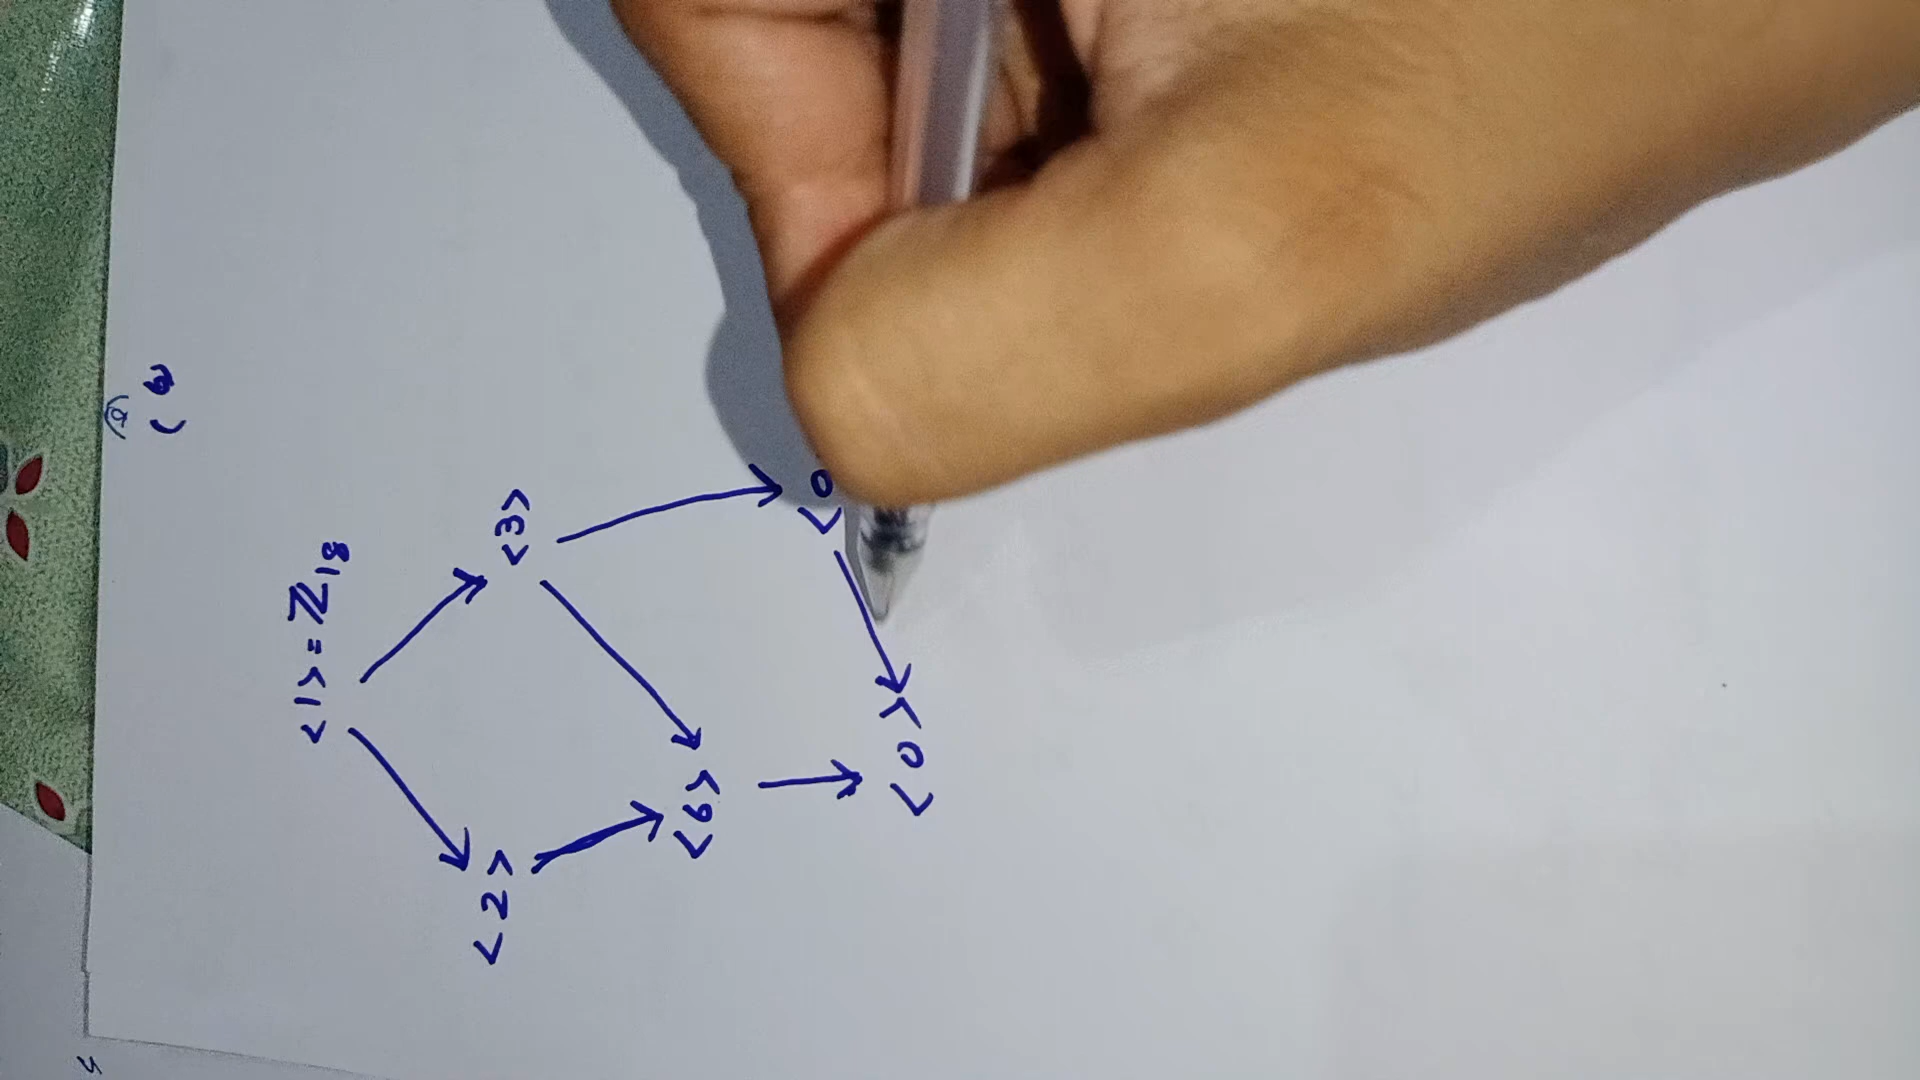 (b
<1> = ℤ18
<2> <3>
<6>
<0>